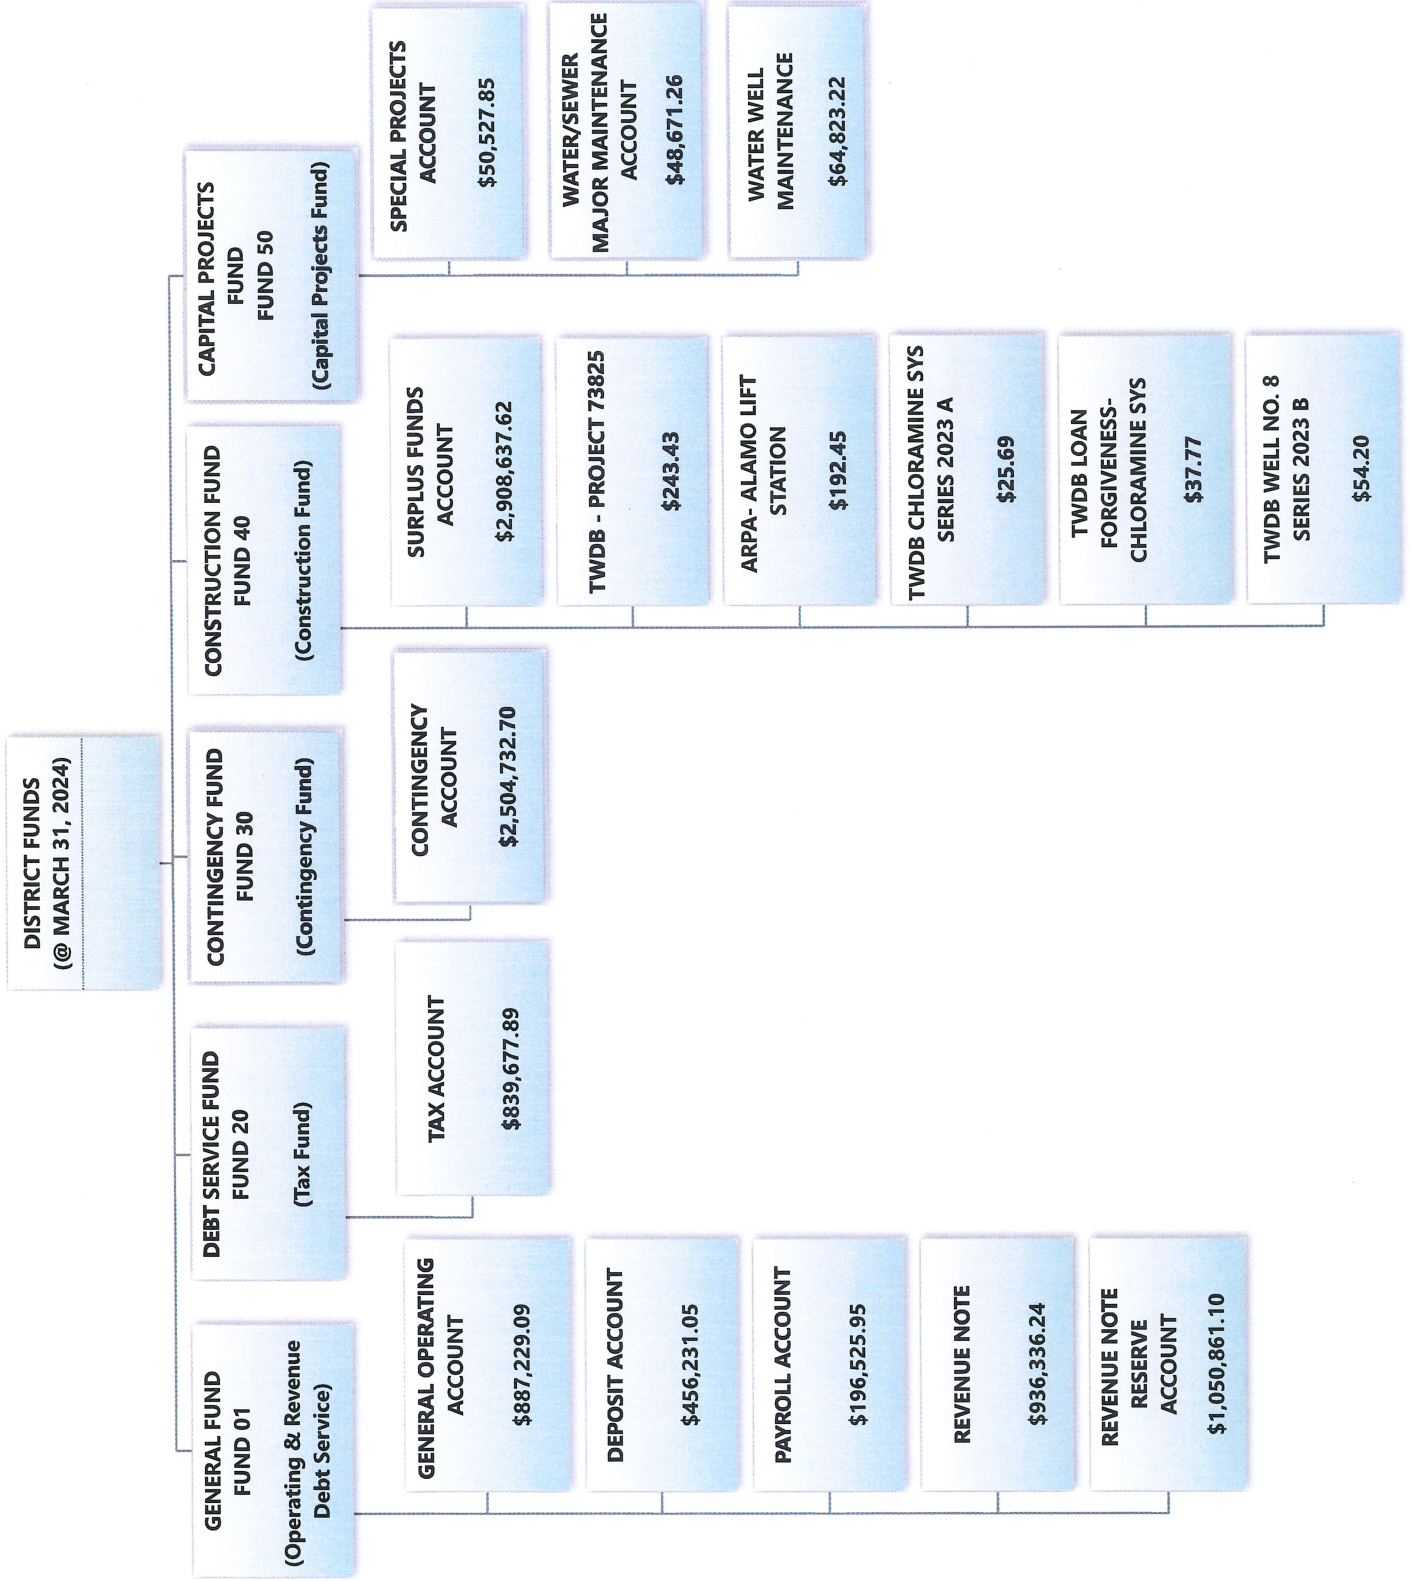 DISTRICT FUNDS
(@ MARCH 31, 2024)
GENERAL FUND
FUND 01
(Operating & Revenue
Debt Service)
GENERAL OPERATING
ACCOUNT
$887,229.09
DEPOSIT ACCOUNT
$456,231.05
PAYROLL ACCOUNT
$196,525.95
REVENUE NOTE
$936,336.24
REVENUE NOTE
RESERVE
ACCOUNT
$1,050,861.10
DEBT SERVICE FUND
FUND 20
(Tax Fund)
TAX ACCOUNT
$839,677.89
CONTINGENCY FUND
FUND 30
(Contingency Fund)
CONTINGENCY
ACCOUNT
$2,504,732.70
CONSTRUCTION FUND
FUND 40
(Construction Fund)
SURPLUS FUNDS
ACCOUNT
$2,908,637.62
TWDB - PROJECT 73825
$243.43
ARPA- ALAMO LIFT
STATION
$192.45
TWDB CHLORAMINE SYS
SERIES 2023 A
$25.69
TWDB LOAN
FORGIVENESS-
CHLORAMINE SYS
$37.77
TWDB WELL NO. 8
SERIES 2023 B
$54.20
CAPITAL PROJECTS
FUND
FUND 50
(Capital Projects Fund)
SPECIAL PROJECTS
ACCOUNT
$50,527.85
WATER/SEWER
MAJOR MAINTENANCE
ACCOUNT
$48,671.26
WATER WELL
MAINTENANCE
$64,823.22